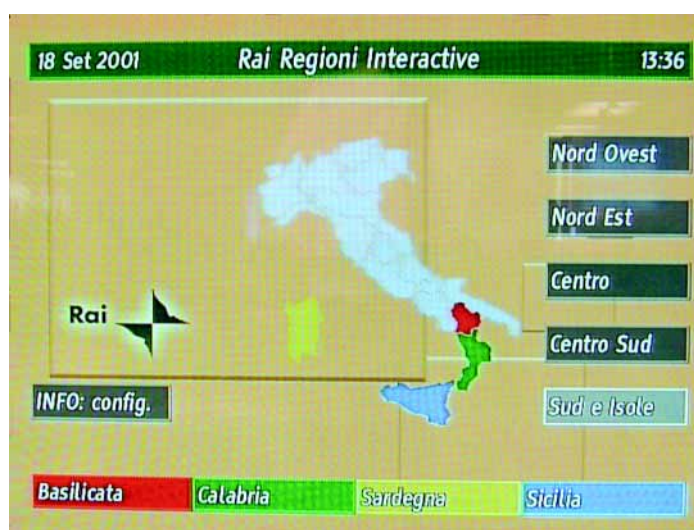 18 Set 2001 Rai Regioni Interactive 13:36
Nord Ovest
Nord Est
Centro
Rai
Centro Sud
INFO: config.
Sud e Isole
Basilicata Calabria Sardegna Sicilia